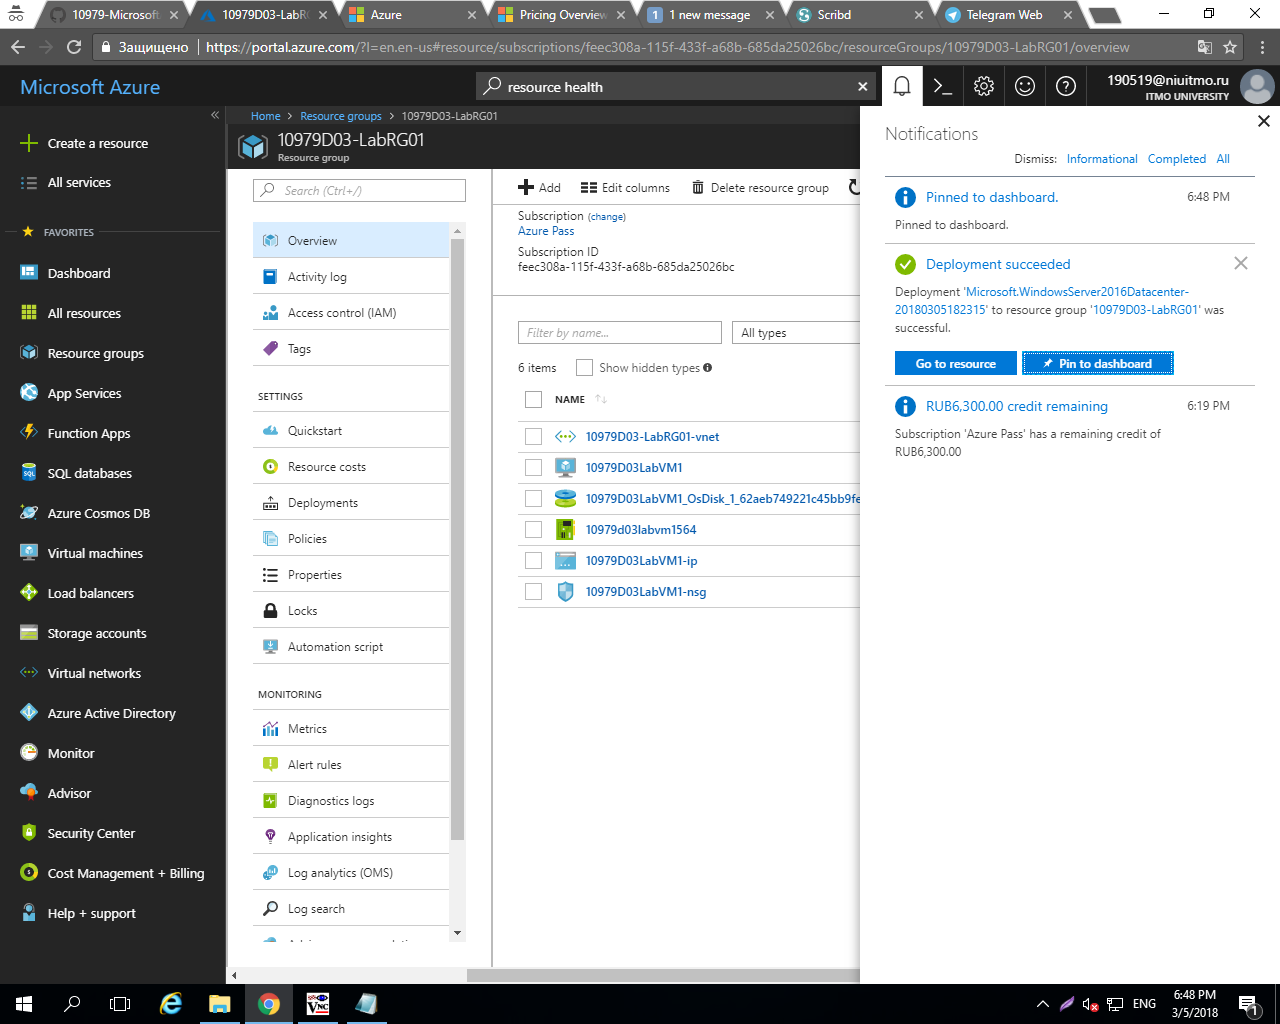 10979-Microsoft
10979D03-LabRG
Azure
Pricing Overview
1
1 new message
Scribd
Telegram Web
Защищено
https://portal.azure.com/?l=en.en-us#resource/subscriptions/feec308a-115f-433f-a68b-685da25026bc/resourceGroups/10979D03-LabRG01/overview
Microsoft Azure
resource health
190519@niuitmo.ru
ITMO UNIVERSITY
Create a resource
All services
FAVORITES
Dashboard
All resources
Resource groups
App Services
Function Apps
SQL databases
Azure Cosmos DB
Virtual machines
Load balancers
Storage accounts
Virtual networks
Azure Active Directory
Monitor
Advisor
Security Center
Cost Management + Billing
Help + support
Home > Resource groups > 10979D03-LabRG01
10979D03-LabRG01
Resource group
Search (Ctrl+/)
Overview
Activity log
Access control (IAM)
Tags
SETTINGS
Quickstart
Resource costs
Deployments
Policies
Properties
Locks
Automation script
MONITORING
Metrics
Alert rules
Diagnostics logs
Application insights
Log analytics (OMS)
Log search
Add
Edit columns
Delete resource group
Subscription (change)
Azure Pass
Subscription ID
feec308a-115f-433f-a68b-685da25026bc
Filter by name...
All types
6 items
Show hidden types
NAME
10979D03-LabRG01-vnet
10979D03LabVM1
10979D03LabVM1_OsDisk_1_62aeb749221c45bb9fe
10979d03labvm1564
10979D03LabVM1-ip
10979D03LabVM1-nsg
Notifications
Dismiss: Informational Completed All
Pinned to dashboard. 6:48 PM
Pinned to dashboard.
Deployment succeeded
Deployment 'Microsoft.WindowsServer2016Datacenter-
20180305182315' to resource group '10979D03-LabRG01' was
successful.
Go to resource
Pin to dashboard
RUB6,300.00 credit remaining 6:19 PM
Subscription 'Azure Pass' has a remaining credit of
RUB6,300.00
VNC
ENG
6:48 PM
3/5/2018
1